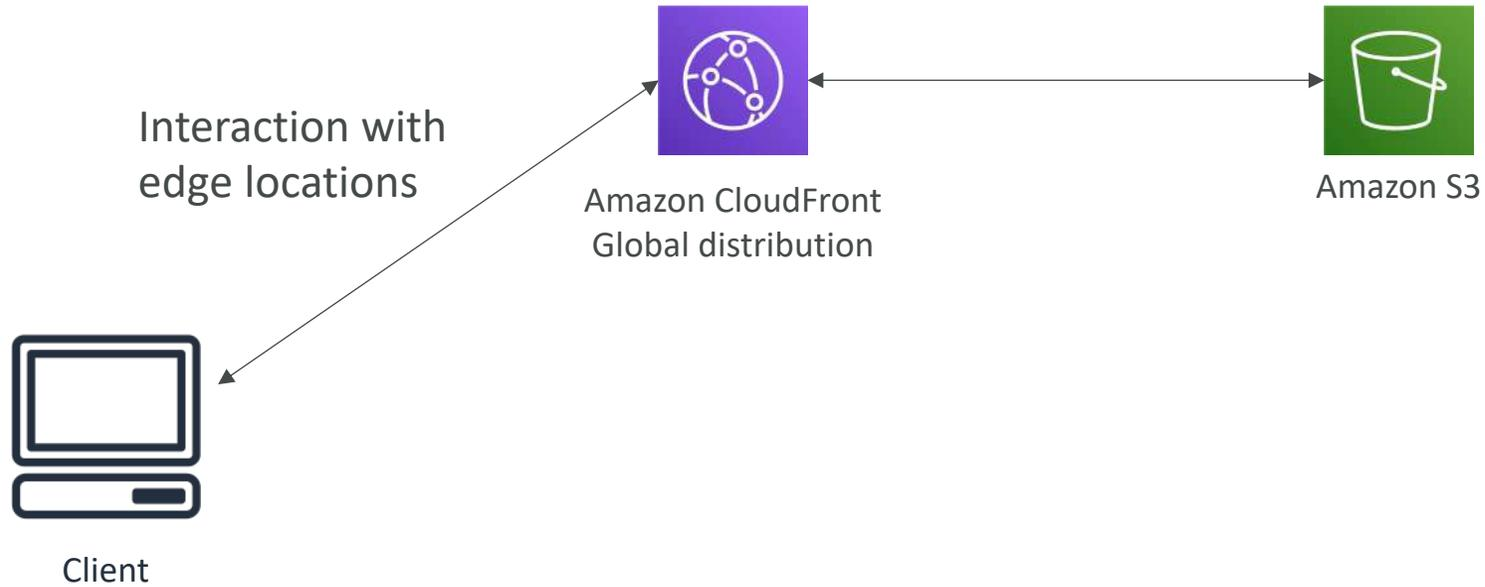 Interaction with
edge locations
Amazon CloudFront
Global distribution
Amazon S3
Client